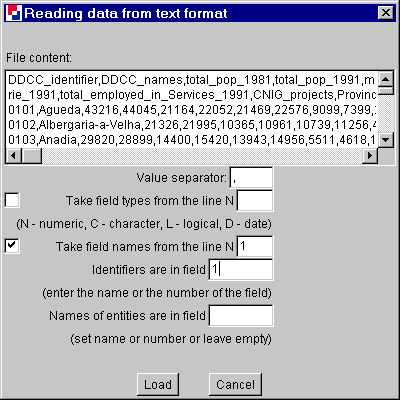 Reading data from text format
File content:
DDCC_identifier,DDCC_names,total_pop_1981,total_pop_1991,m
rie_1991,total_employed_in_Services_1991,CNIG_projects,Provinc
0101,Agueda,43216,44045,21164,22052,21469,22576,9099,7399,
0102,Albergaria-a-Velha,21326,21995,10365,10961,10739,11256,4
0103,Anadia,29820,28899,14400,15420,13943,14956,5511,4618,1
Value separator: ,
Take field types from the line N
(N - numeric, C - character, L - logical, D - date)
Take field names from the line N 1
Identifiers are in field 1
(enter the name or the number of the field)
Names of entities are in field
(set name or number or leave empty)
Load Cancel